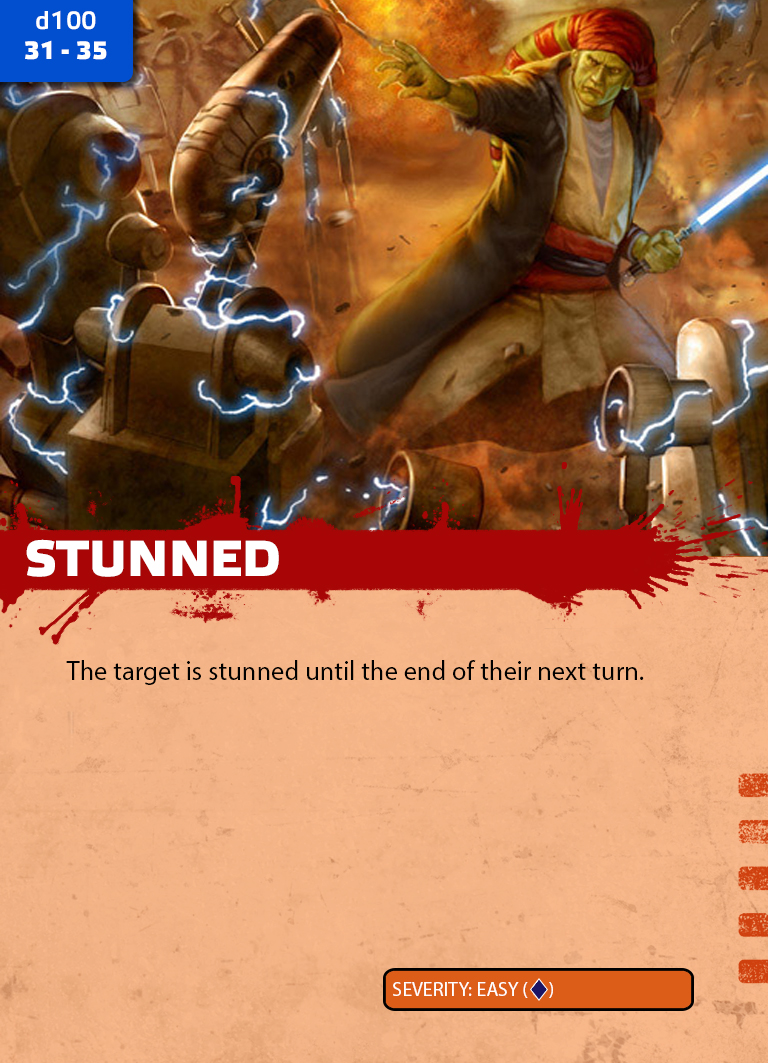 d100
31 - 35
STUNNED
The target is stunned until the end of their next turn.
SEVERITY: EASY (♦)